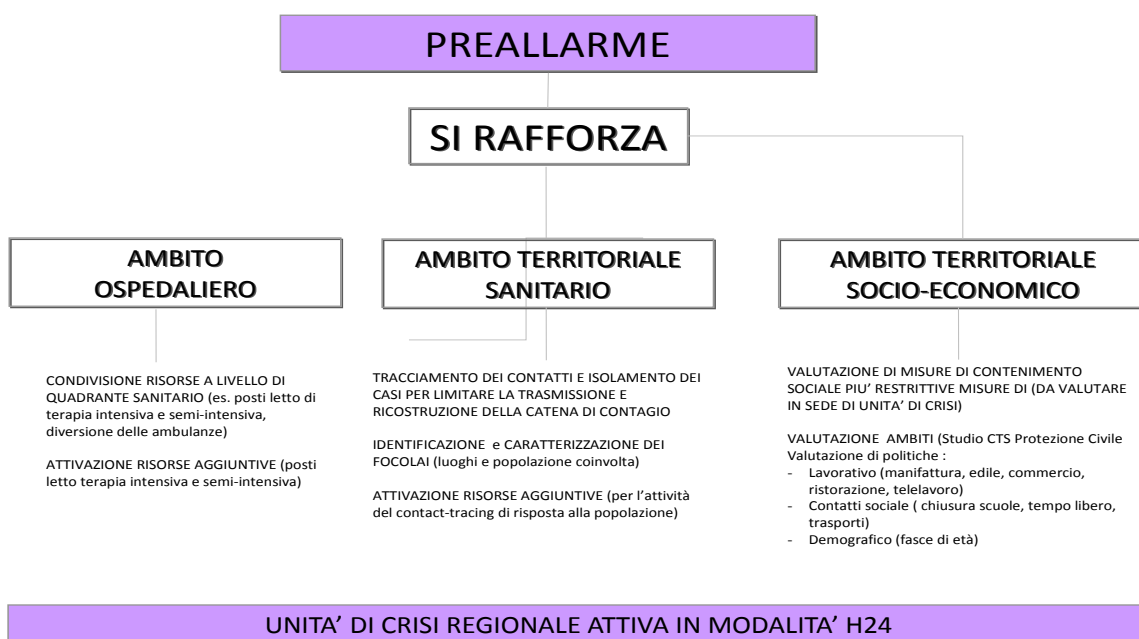 PREALLARME
SI RAFFORZA
AMBITO
OSPEDALIERO
CONDIVISIONE RISORSE A LIVELLO DI
QUADRANTE SANITARIO (es. posti letto di
terapia intensiva e semi-intensiva,
diversione delle ambulanze)
ATTIVAZIONE RISORSE AGGIUNTIVE (posti
letto terapia intensiva e semi-intensiva)
AMBITO TERRITORIALE
SANITARIO
TRACCIAMENTO DEI CONTATTI E ISOLAMENTO DEI
CASI PER LIMITARE LA TRASMISSIONE E
RICOSTRUZIONE DELLA CATENA DI CONTAGIO
IDENTIFICAZIONE e CARATTERIZZAZIONE DEI
FOCOLAI (luoghi e popolazione coinvolta)
ATTIVAZIONE RISORSE AGGIUNTIVE (per l’attività
del contact-tracing di risposta alla popolazione)
AMBITO TERRITORIALE
SOCIO-ECONOMICO
VALUTAZIONE DI MISURE DI CONTENIMENTO
SOCIALE PIU’ RESTRITTIVE MISURE DI (DA VALUTARE
IN SEDE DI UNITA’ DI CRISI)
VALUTAZIONE AMBITI (Studio CTS Protezione Civile
Valutazione di politiche :
- Lavorativo (manifattura, edile, commercio,
ristorazione, telelavoro)
- Contatti sociale ( chiusura scuole, tempo libero,
trasporti)
- Demografico (fasce di età)
UNITA’ DI CRISI REGIONALE ATTIVA IN MODALITA’ H24